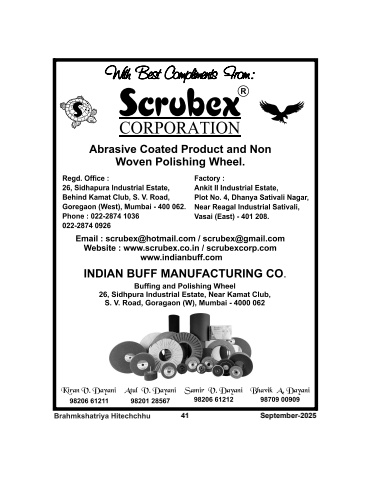 With Best Compliments From:
S
Scrubex ®
CORPORATION
Abrasive Coated Product and Non
Woven Polishing Wheel.
Regd. Office :
26, Sidhapura Industrial Estate,
Behind Kamat Club, S. V. Road,
Goregaon (West), Mumbai - 400 062.
Phone : 022-2874 1036
022-2874 0926
Factory :
Ankit II Industrial Estate,
Plot No. 4, Dhanya Sativali Nagar,
Near Reagal Industrial Sativali,
Vasai (East) - 401 208.
Email : scrubex@hotmail.com / scrubex@gmail.com
Website : www.scrubex.co.in / scrubexcorp.com
www.indianbuff.com
INDIAN BUFF MANUFACTURING CO.
Buffing and Polishing Wheel
26, Sidhpura Industrial Estate, Near Kamat Club,
S. V. Road, Goragaon (W), Mumbai - 4000 062
Kiran V. Dayani Atul V. Dayani Samir V. Dayani Bhavik A. Dayani
98206 61211 98201 28567 98206 61212 98709 00909
Brahmkshatriya Hitechchhu 41 September-2025